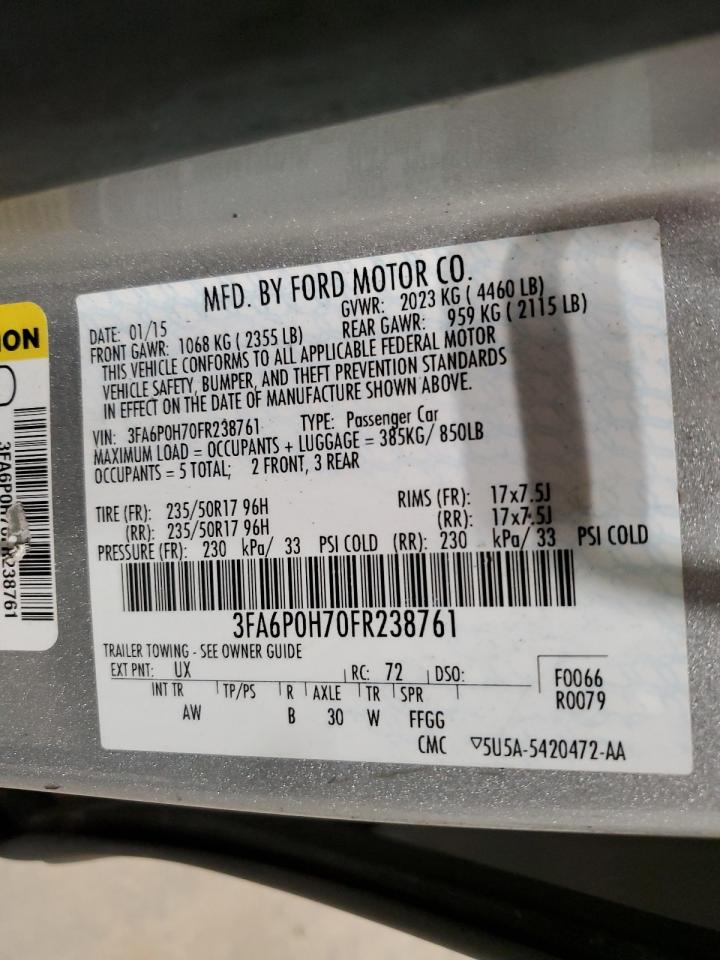 MFD. BY FORD MOTOR CO.
DATE: 01/15 GVWR: 2023 KG ( 4460 LB)
FRONT GAWR: 1068 KG ( 2355 LB) REAR GAWR: 959 KG ( 2115 LB)
THIS VEHICLE CONFORMS TO ALL APPLICABLE FEDERAL MOTOR
VEHICLE SAFETY, BUMPER, AND THEFT PREVENTION STANDARDS
IN EFFECT ON THE DATE OF MANUFACTURE SHOWN ABOVE.
VIN: 3FA6P0H70FR238761 TYPE: Passenger Car
MAXIMUM LOAD = OCCUPANTS + LUGGAGE = 385KG/ 850LB
OCCUPANTS = 5 TOTAL; 2 FRONT, 3 REAR
TIRE (FR): 235/50R17 96H RIMS (FR): 17x7.5J
(RR): 235/50R17 96H (RR): 17x7.5J
PRESSURE (FR): 230 kPa/ 33 PSI COLD (RR): 230 kPa/ 33 PSI COLD
3FA6P0H70FR238761
TRAILER TOWING - SEE OWNER GUIDE
EXT PNT: UX RC: 72 DSO: F0066
R0079
INT TR TP/PS R AXLE TR SPR
AW B 30 W FFGG
CMC ▽5U5A-5420472-AA
ION
3FA6P0H70FR238761